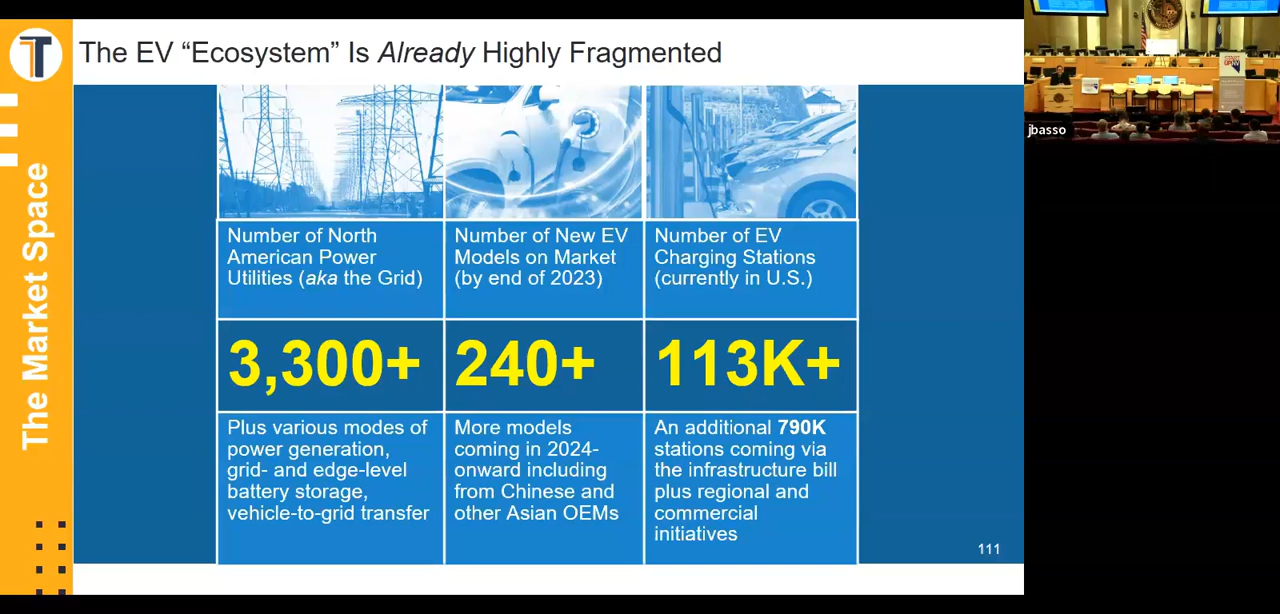 The EV “Ecosystem” Is Already Highly Fragmented
The Market Space
Number of North
American Power
Utilities (aka the Grid)
3,300+
Plus various modes of
power generation,
grid- and edge-level
battery storage,
vehicle-to-grid transfer
Number of New EV
Models on Market
(by end of 2023)
240+
More models
coming in 2024-
onward including
from Chinese and
other Asian OEMs
Number of EV
Charging Stations
(currently in U.S.)
113K+
An additional 790K
stations coming via
the infrastructure bill
plus regional and
commercial
initiatives
111
jbasso